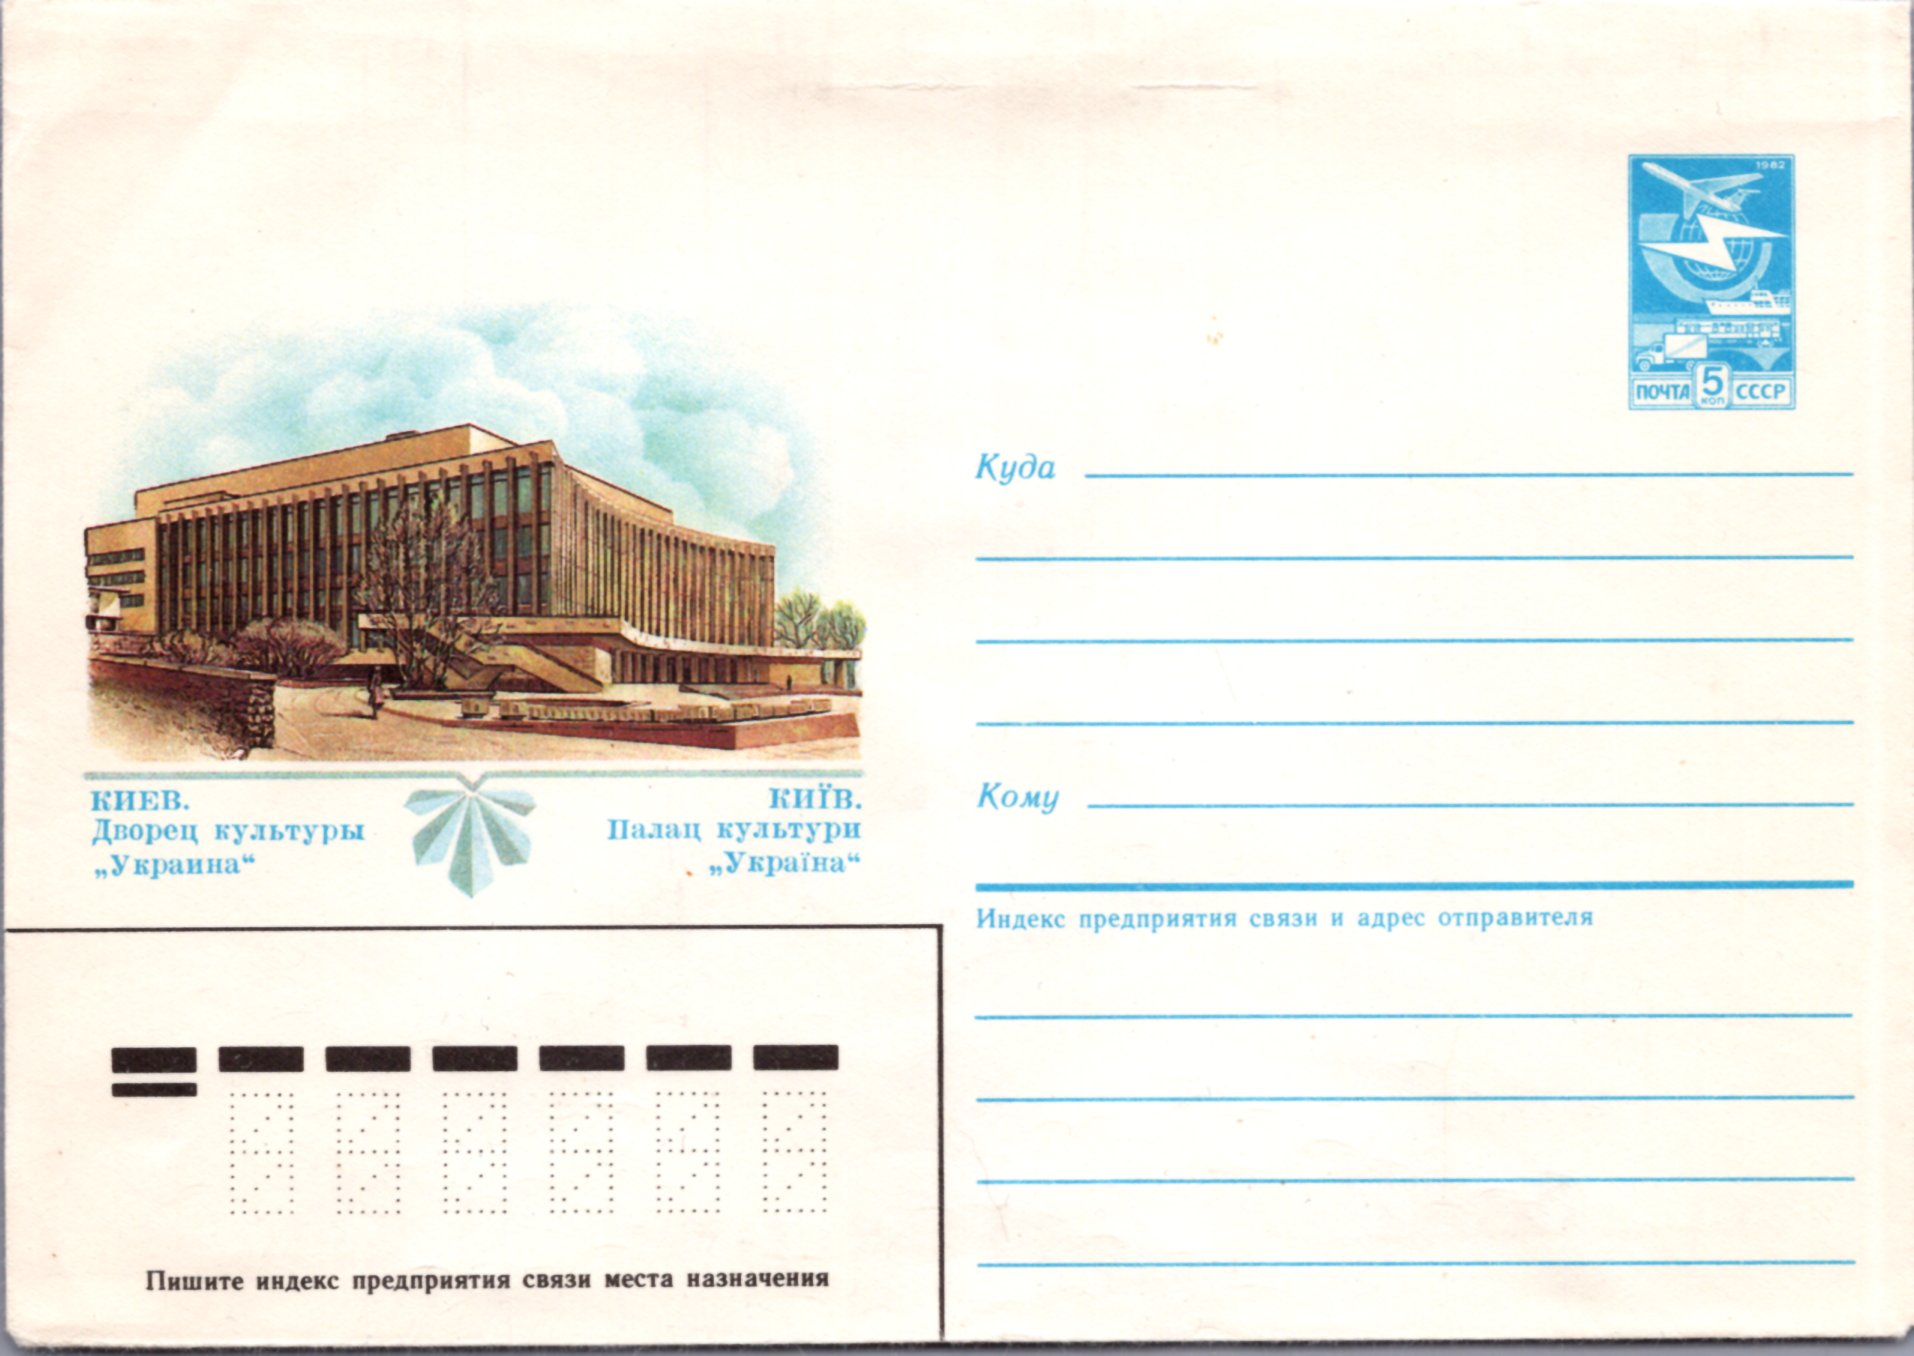 1982
ПОЧТА 5 КОП СССР
Куда
Кому
КИЕВ.
Дворец культуры
„Украина“
КИЇВ.
Палац культури
„Україна“
Индекс предприятия связи и адрес отправителя
Пишите индекс предприятия связи места назначения